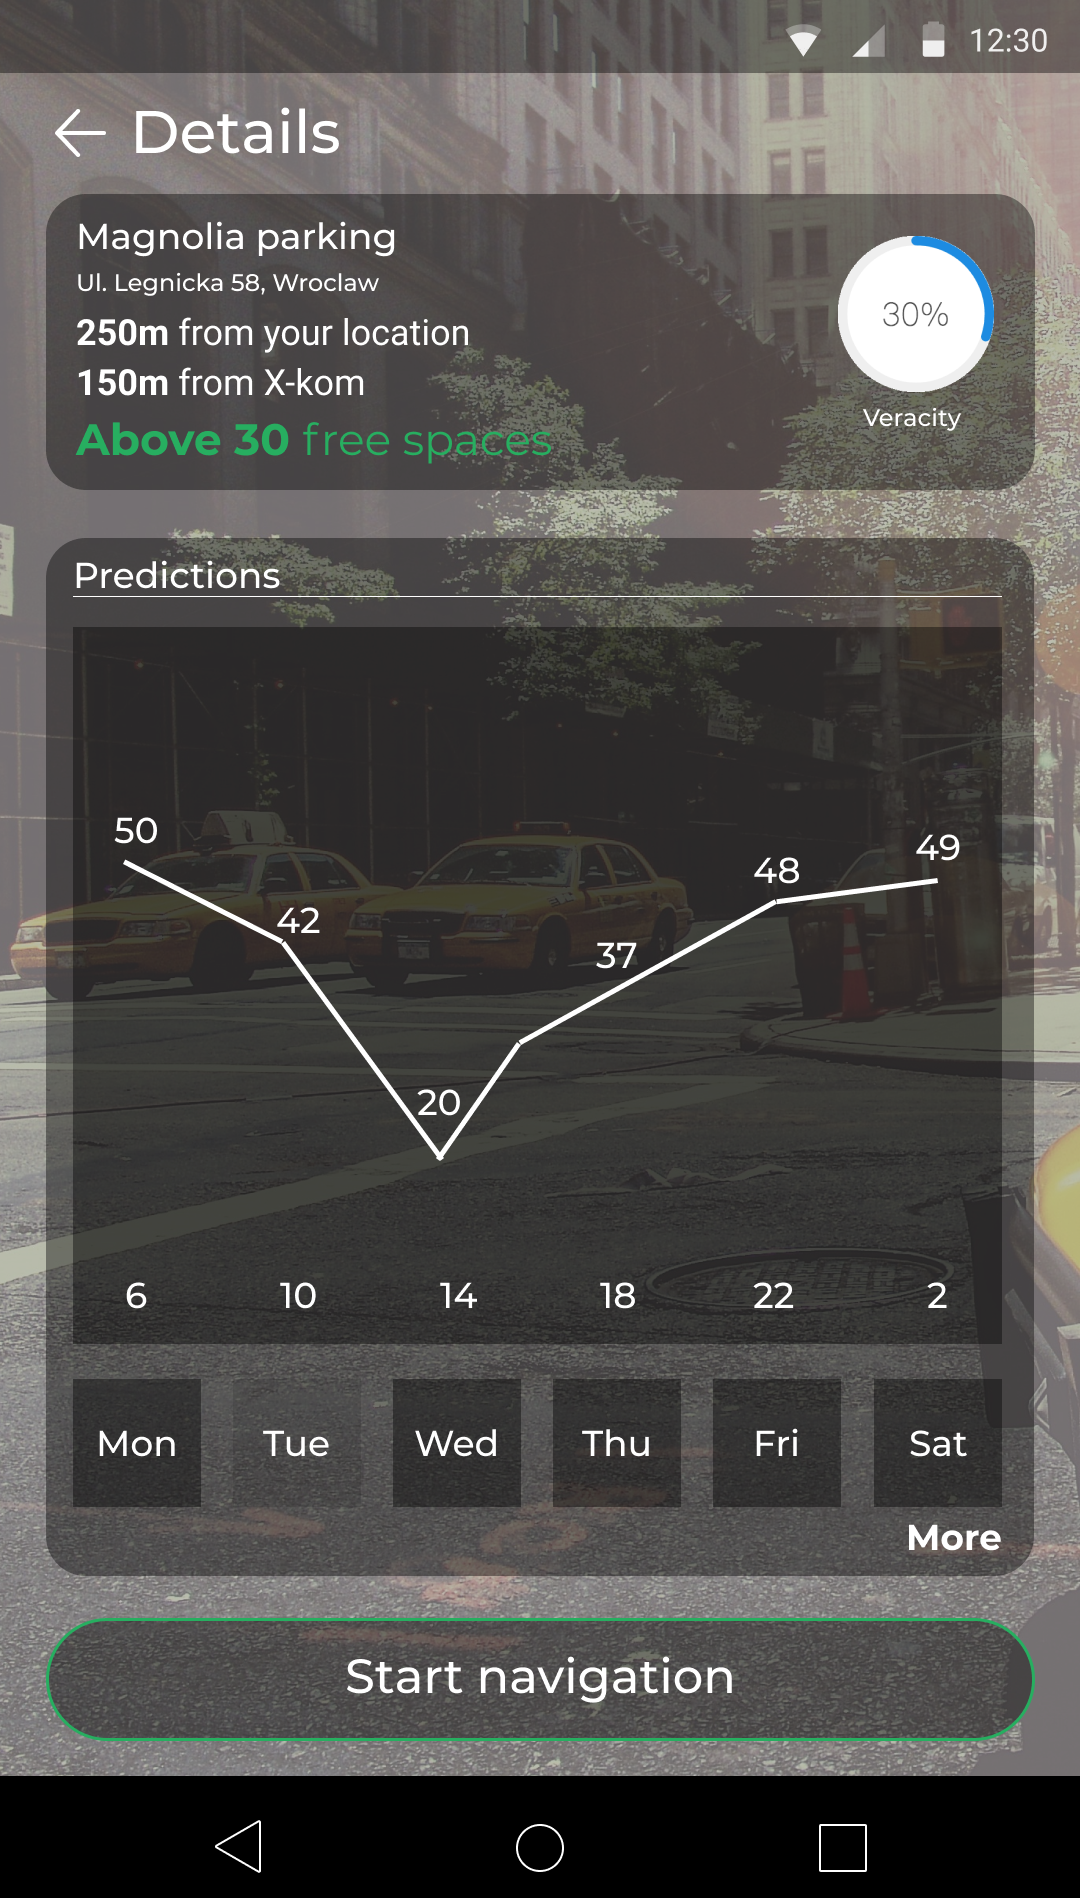 12:30
Details
Magnolia parking
Ul. Legnicka 58, Wroclaw
250m from your location
150m from X-kom
Above 30 free spaces
30%
Veracity
Predictions
50 42 20 37 48 49
6 10 14 18 22 2
Mon Tue Wed Thu Fri Sat
More
Start navigation